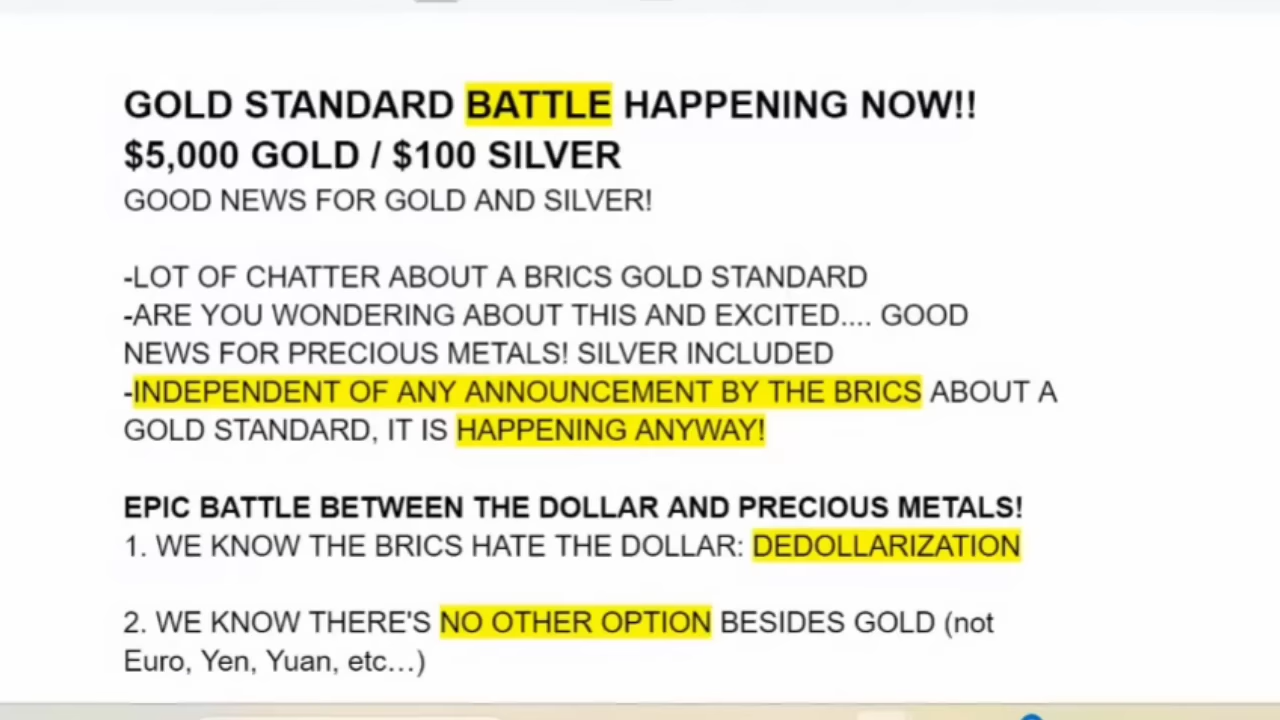 GOLD STANDARD BATTLE HAPPENING NOW!!
$5,000 GOLD / $100 SILVER
GOOD NEWS FOR GOLD AND SILVER!
-LOT OF CHATTER ABOUT A BRICS GOLD STANDARD
-ARE YOU WONDERING ABOUT THIS AND EXCITED.... GOOD
NEWS FOR PRECIOUS METALS! SILVER INCLUDED
-INDEPENDENT OF ANY ANNOUNCEMENT BY THE BRICS ABOUT A
GOLD STANDARD, IT IS HAPPENING ANYWAY!
EPIC BATTLE BETWEEN THE DOLLAR AND PRECIOUS METALS!
1. WE KNOW THE BRICS HATE THE DOLLAR: DEDOLLARIZATION
2. WE KNOW THERE'S NO OTHER OPTION BESIDES GOLD (not
Euro, Yen, Yuan, etc...)